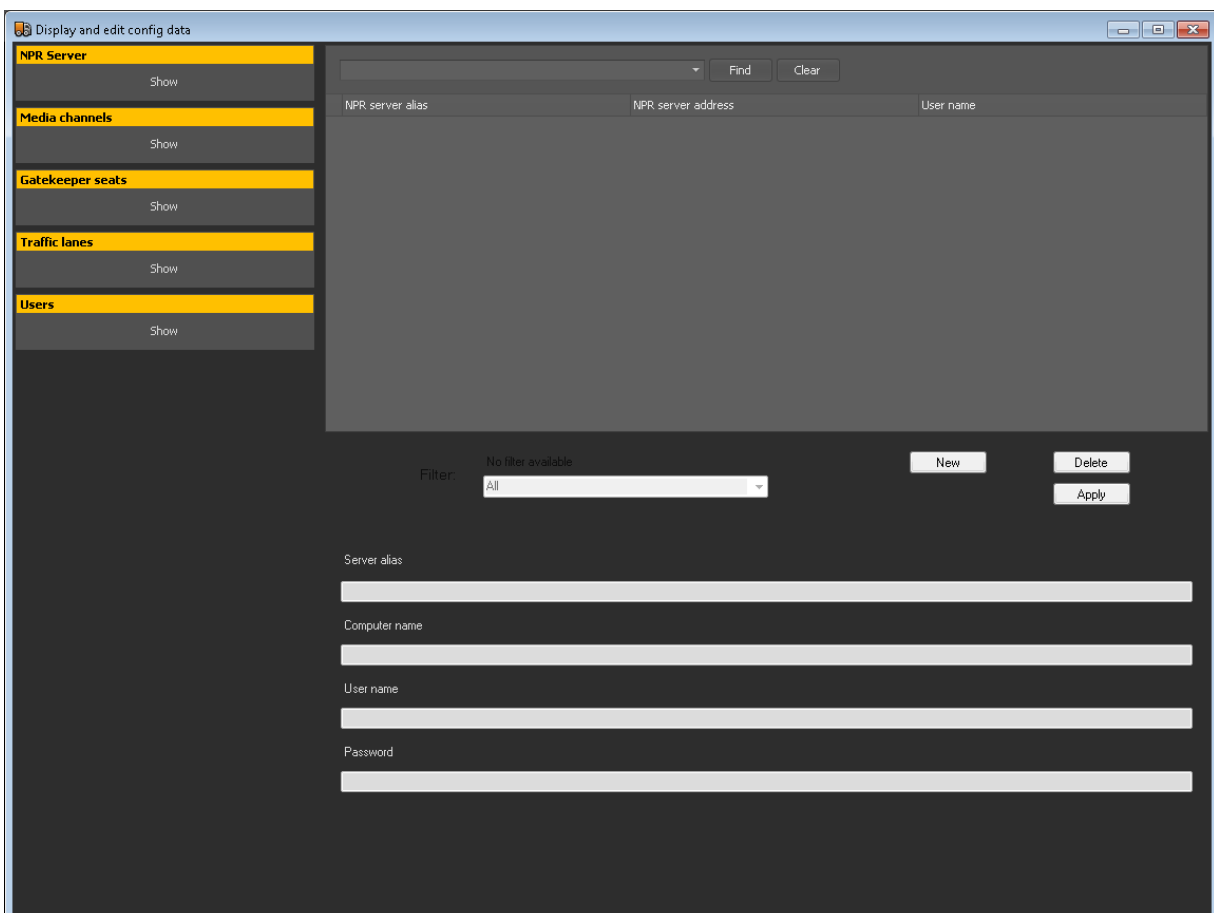 Display and edit config data
NPR Server
Show
Media channels
Show
Gatekeeper seats
Show
Traffic lanes
Show
Users
Show
Find Clear
NPR server alias NPR server address User name
No filter available
Filter:
All
New Delete
Apply
Server alias
Computer name
User name
Password